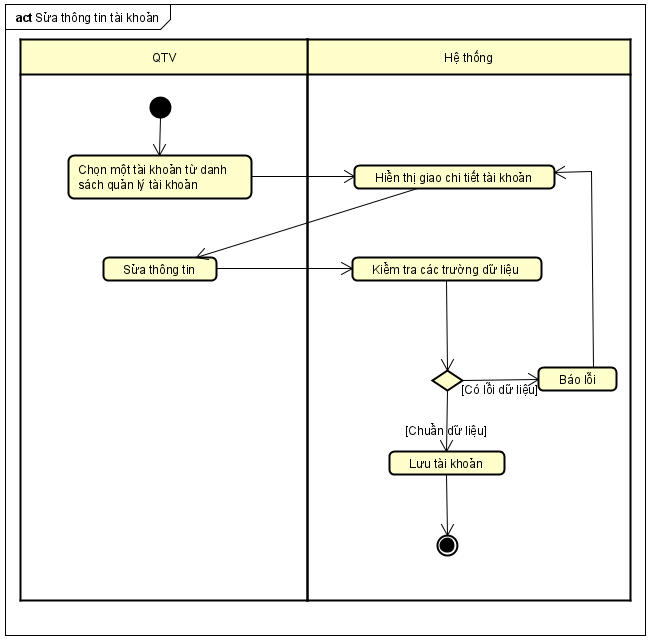 act Sửa thông tin tài khoản
QTV
Hệ thống
Chọn một tài khoản từ danh
sách quản lý tài khoản
Hiển thị giao chi tiết tài khoản
Sửa thông tin
Kiểm tra các trường dữ liệu
Báo lỗi
[Có lỗi dữ liệu]
[Chuẩn dữ liệu]
Lưu tài khoản